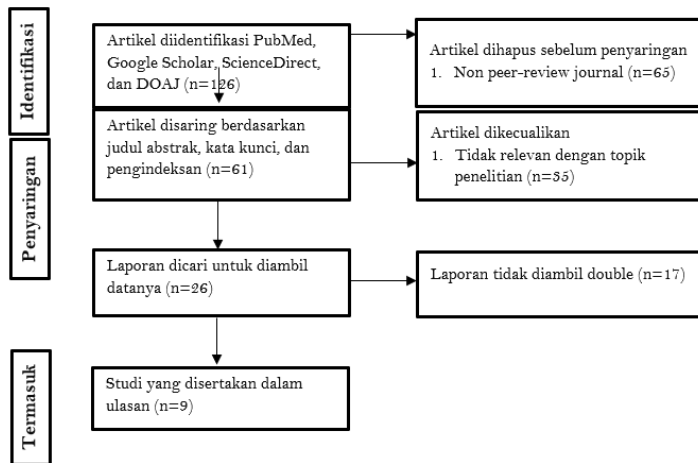 Identifikasi
Artikel diidentifikasi PubMed,
Google Scholar, ScienceDirect,
dan DOAJ (n=126)
Artikel dihapus sebelum penyaringan
1. Non peer-review journal (n=65)
Penyaringan
Artikel disaring berdasarkan
judul abstrak, kata kunci, dan
pengindeksan (n=61)
Artikel dikecualikan
1. Tidak relevan dengan topik
penelitian (n=35)
Laporan dicari untuk diambil
datanya (n=26)
Laporan tidak diambil double (n=17)
Termasuk
Studi yang disertakan dalam
ulasan (n=9)